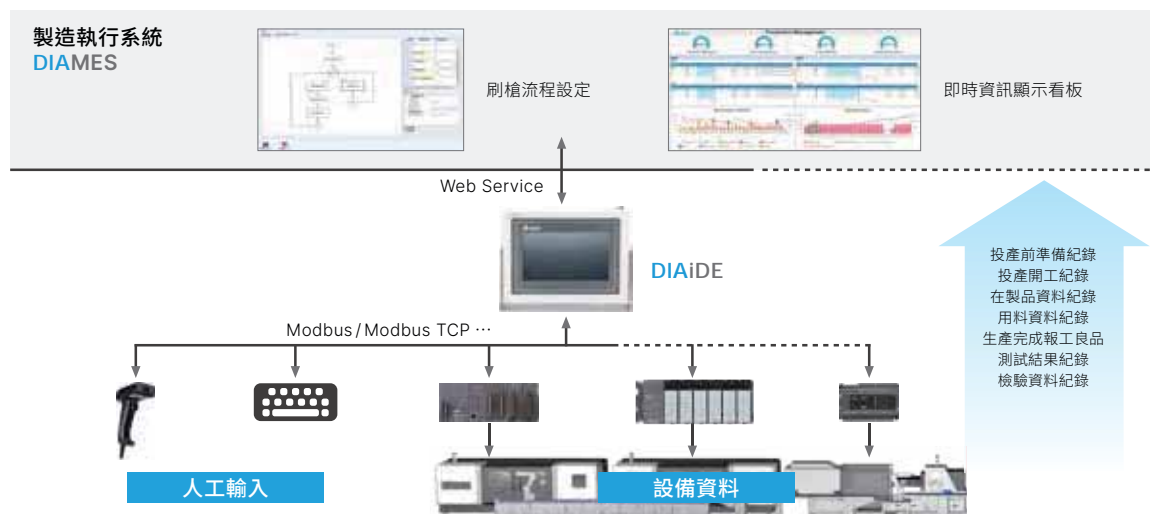 製造執行系統
DIAMES
刷槍流程設定
即時資訊顯示看板
Web Service
DIAiDE
Modbus/Modbus TCP ⋯
投產前準備紀錄
投產開工紀錄
在製品資料紀錄
用料資料紀錄
生產完成報工良品
測試結果紀錄
檢驗資料紀錄
人工輸入
設備資料